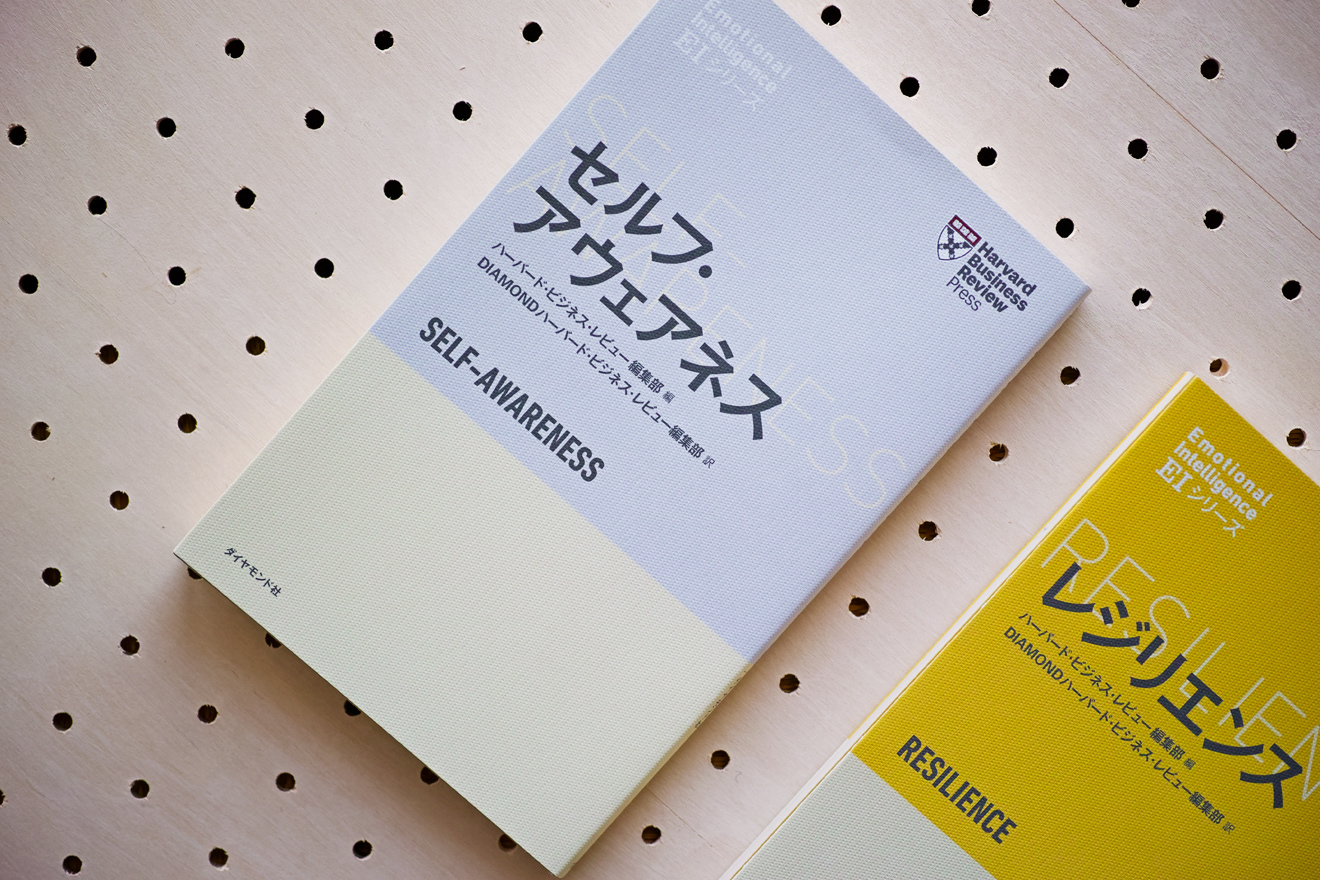 Emotional
Intelligence
EI シリーズ
SELF
AWARENESS
セルフ・
アウェアネス
ハーバード・ビジネス・レビュー 編集部 編
DIAMONDハーバード・ビジネス・レビュー編集部 訳
SELF-AWARENESS
Harvard
Business
Review
Press
ダイヤモンド社
Emotional
Intelligence
EI シリーズ
RESILIEN
レジリエンス
ハーバード・ビジネス・レビュー 編集部 編
DIAMONDハーバード・ビジネス・レビュー編集部 訳
RESILIENCE